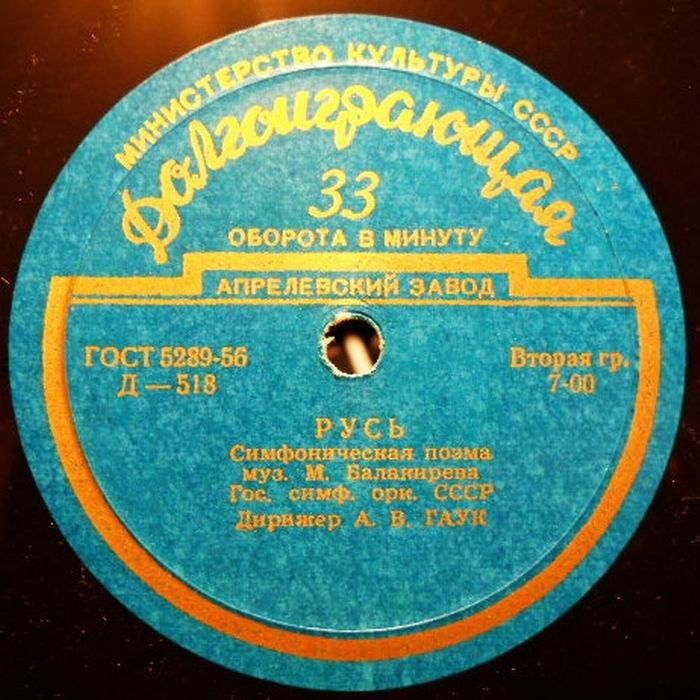 МИНИСТЕРСТВО КУЛЬТУРЫ СССР
Долгоиграющая
33
ОБОРОТА В МИНУТУ
АПРЕЛЕВСКИЙ ЗАВОД
ГОСТ 5289-56
Д — 518
Вторая гр.
7-00
РУСЬ
Симфоническая поэма
муз. М. Балакирева
Гос. симф. орк. СССР
Дирижер А. В. ГАУК